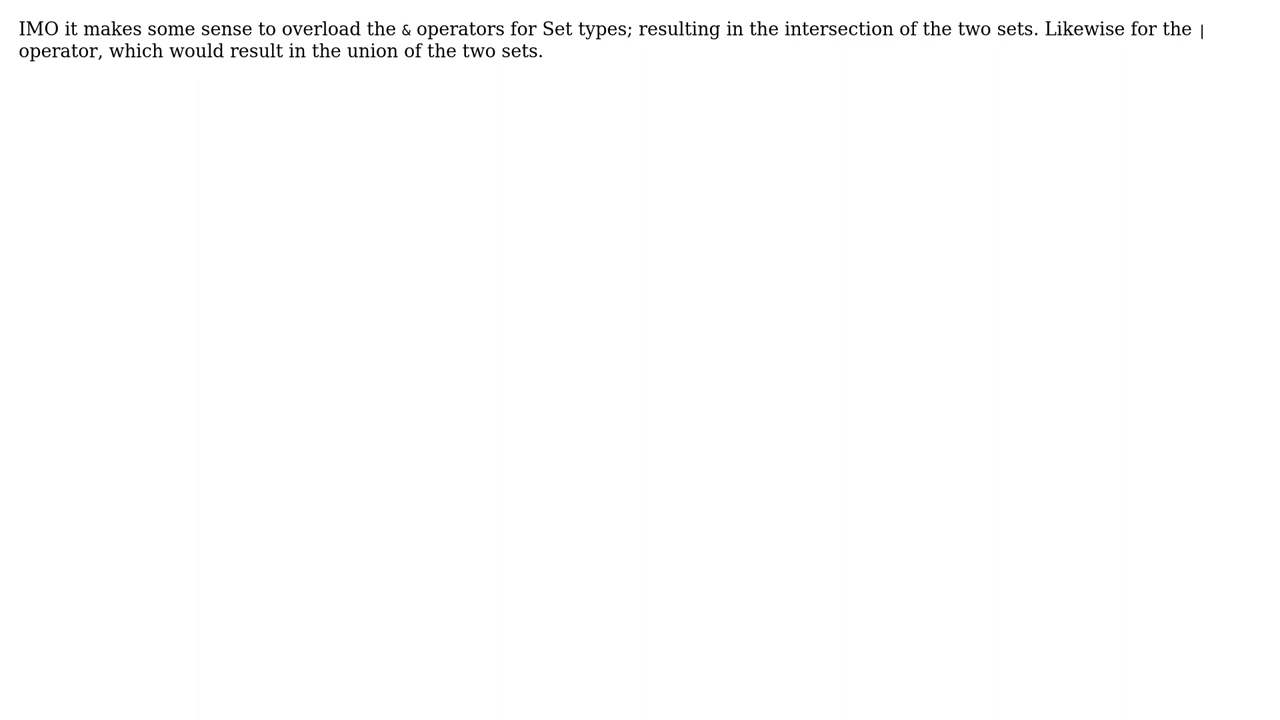 IMO it makes some sense to overload the & operators for Set types; resulting in the intersection of the two sets. Likewise for the |
operator, which would result in the union of the two sets.